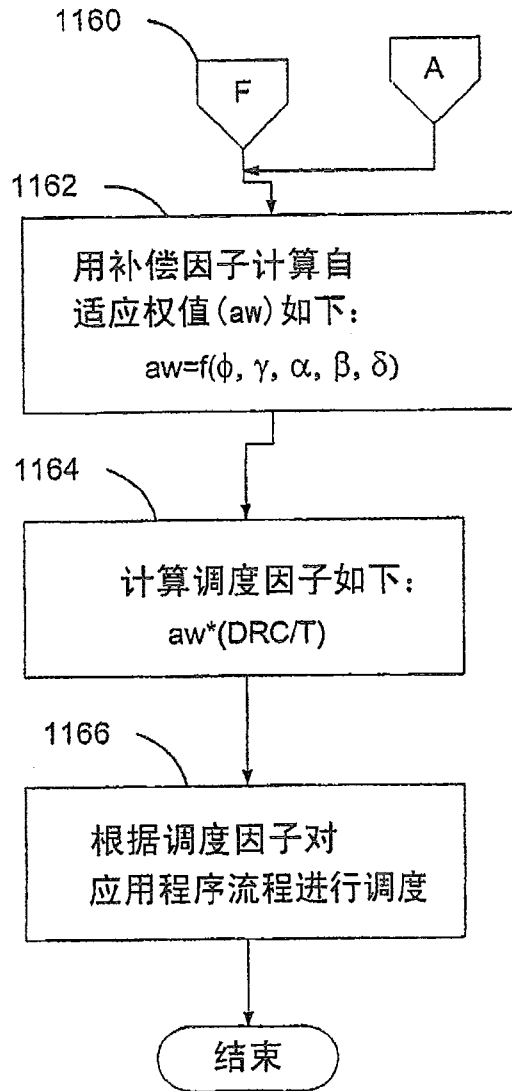 1160
F
A
1162
用补偿因子计算自
适应权值(aw)如下：
aw=f(ϕ, γ, α, β, δ)
1164
计算调度因子如下：
aw*(DRC/T)
1166
根据调度因子对
应用程序流程进行调度
结束